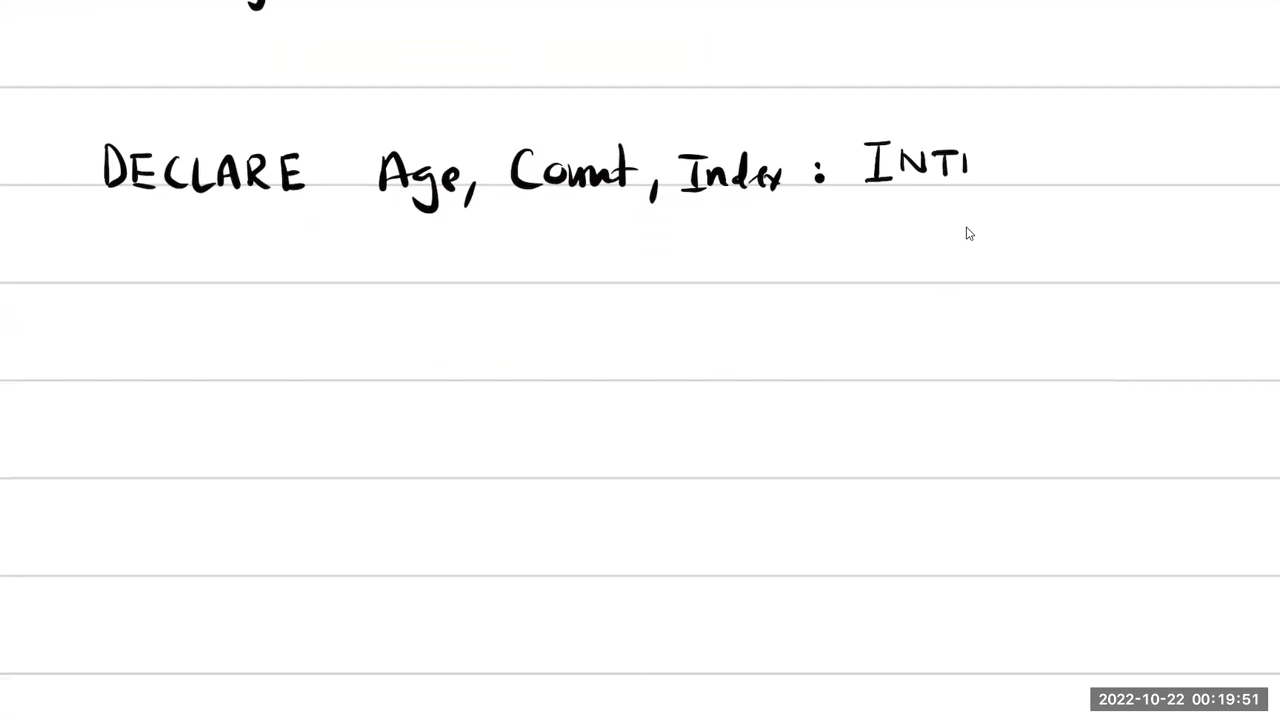 DECLARE Age, Count, Index : INTI
2022-10-22 00:19:51